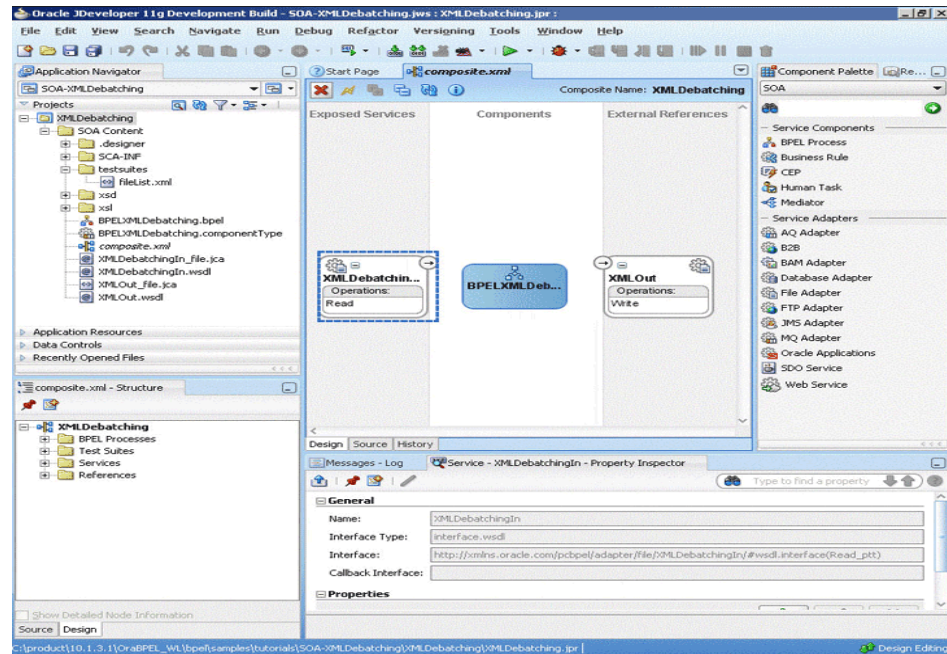 Oracle JDeveloper 11g Development Build - SOA-XMLDebatching.jws : XMLDebatching.jpr :
File Edit View Search Navigate Run Debug Refactor Versioning Tools Window Help
Application Navigator
SOA-XMLDebatching
Projects
XMLDebatching
SOA Content
.designer
SCA-INF
testsuites
fileList.xml
xsd
xsl
BPELXMLDebatching.bpel
BPELXMLDebatching.componentType
composite.xml
XMLDebatchingIn_file.jca
XMLDebatchingIn.wsdl
XMLOut_file.jca
XMLOut.wsdl
Application Resources
Data Controls
Recently Opened Files
composite.xml - Structure
XMLDebatching
BPEL Processes
Test Suites
Services
References
Show Detailed Node Information
Source Design
Start Page composite.xml
Composite Name: XMLDebatching
Exposed Services Components External References
XMLDebatchin...
Operations:
Read
BPELXMLDeb...
XMLOut
Operations:
Write
Design Source History
Messages - Log Service - XMLDebatchingIn - Property Inspector
Type to find a property
General
Name: XMLDebatchingIn
Interface Type: interface.wsdl
Interface: http://xmlns.oracle.com/pcbpel/adapter/file/XMLDebatchingIn/#wsdl.interface(Read_ptt)
Callback Interface:
Properties
Component Palette Re...
SOA
Service Components
BPEL Process
Business Rule
CEP
Human Task
Mediator
Service Adapters
AQ Adapter
B2B
BAM Adapter
Database Adapter
File Adapter
FTP Adapter
JMS Adapter
MQ Adapter
Oracle Applications
SDO Service
Web Service
C:\product\10.1.3.1\OraBPEL_WL\bpel\samples\tutorials\SOA-XMLDebatching\XMLDebatching\XMLDebatching.jpr
Design Editing